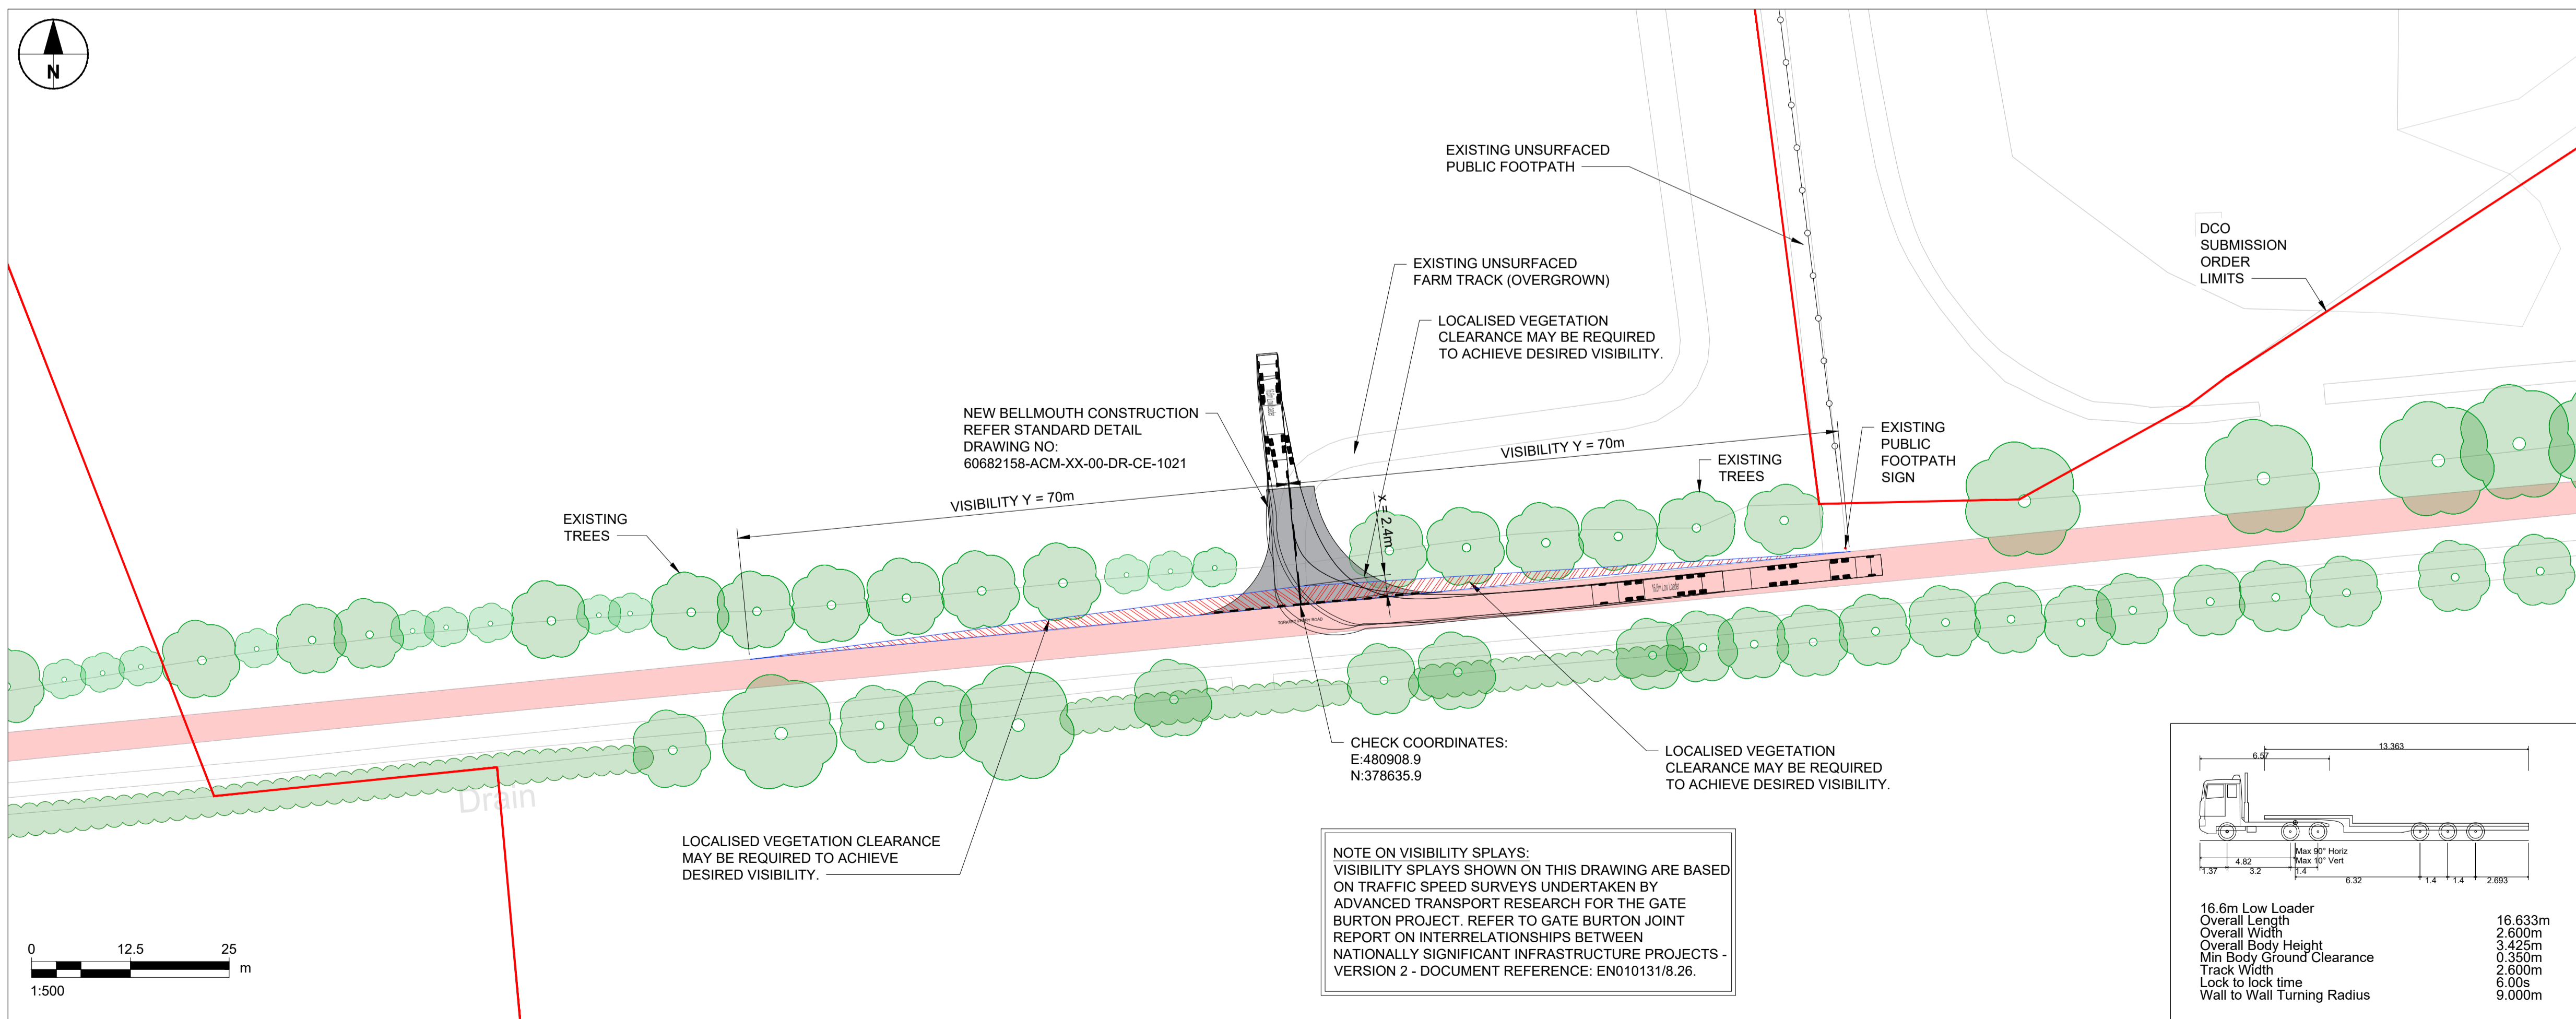 N
EXISTING UNSURFACED
PUBLIC FOOTPATH
DCO
SUBMISSION
ORDER
LIMITS
EXISTING UNSURFACED
FARM TRACK (OVERGROWN)
LOCALISED VEGETATION
CLEARANCE MAY BE REQUIRED
TO ACHIEVE DESIRED VISIBILITY.
NEW BELLMOUTH CONSTRUCTION
REFER STANDARD DETAIL
DRAWING NO:
60682158-ACM-XX-00-DR-CE-1021
VISIBILITY Y = 70m
VISIBILITY Y = 70m
EXISTING
PUBLIC
FOOTPATH
SIGN
EXISTING
TREES
x = 2.4m
EXISTING
TREES
16.6m Low Loader
TORKSEY FERRY ROAD
CHECK COORDINATES:
E:480908.9
N:378635.9
LOCALISED VEGETATION
CLEARANCE MAY BE REQUIRED
TO ACHIEVE DESIRED VISIBILITY.
Drain
LOCALISED VEGETATION CLEARANCE
MAY BE REQUIRED TO ACHIEVE
DESIRED VISIBILITY.
NOTE ON VISIBILITY SPLAYS:
VISIBILITY SPLAYS SHOWN ON THIS DRAWING ARE BASED
ON TRAFFIC SPEED SURVEYS UNDERTAKEN BY
ADVANCED TRANSPORT RESEARCH FOR THE GATE
BURTON PROJECT. REFER TO GATE BURTON JOINT
REPORT ON INTERRELATIONSHIPS BETWEEN
NATIONALLY SIGNIFICANT INFRASTRUCTURE PROJECTS -
VERSION 2 - DOCUMENT REFERENCE: EN010131/8.26.
0 12.5 25
m
1:500
13.363
6.57
Max 90° Horiz
Max 10° Vert
4.82
1.37 3.2 1.4
6.32 1.4 1.4 2.693
16.6m Low Loader
Overall Length 16.633m
Overall Width 2.600m
Overall Body Height 3.425m
Min Body Ground Clearance 0.350m
Track Width 2.600m
Lock to lock time 6.00s
Wall to Wall Turning Radius 9.000m